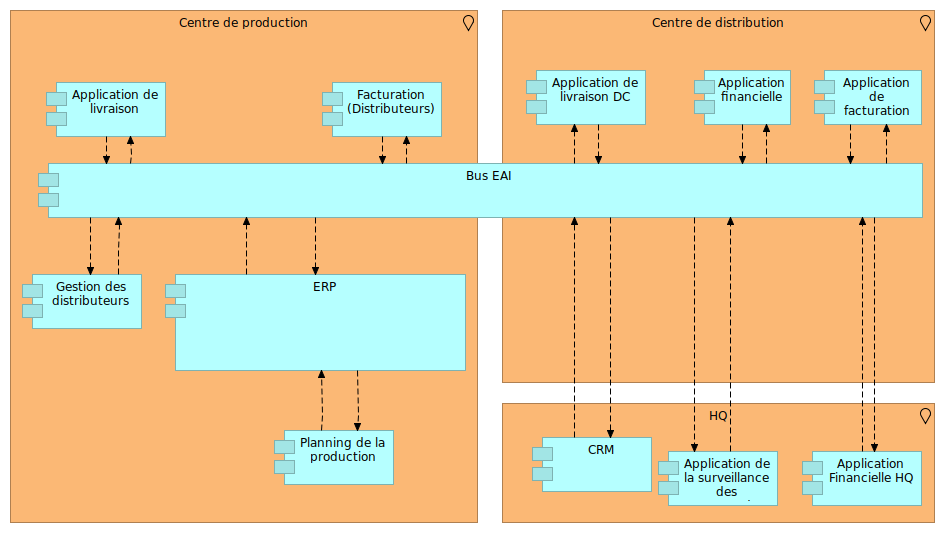 Centre de production
Centre de distribution
Application de
livraison
Facturation
(Distributeurs)
Application de
livraison DC
Application
financielle
Application
de
facturation
Bus EAI
Gestion des
distributeurs
ERP
Planning de la
production
HQ
CRM
Application de
la surveillance
des
Application
Financielle HQ